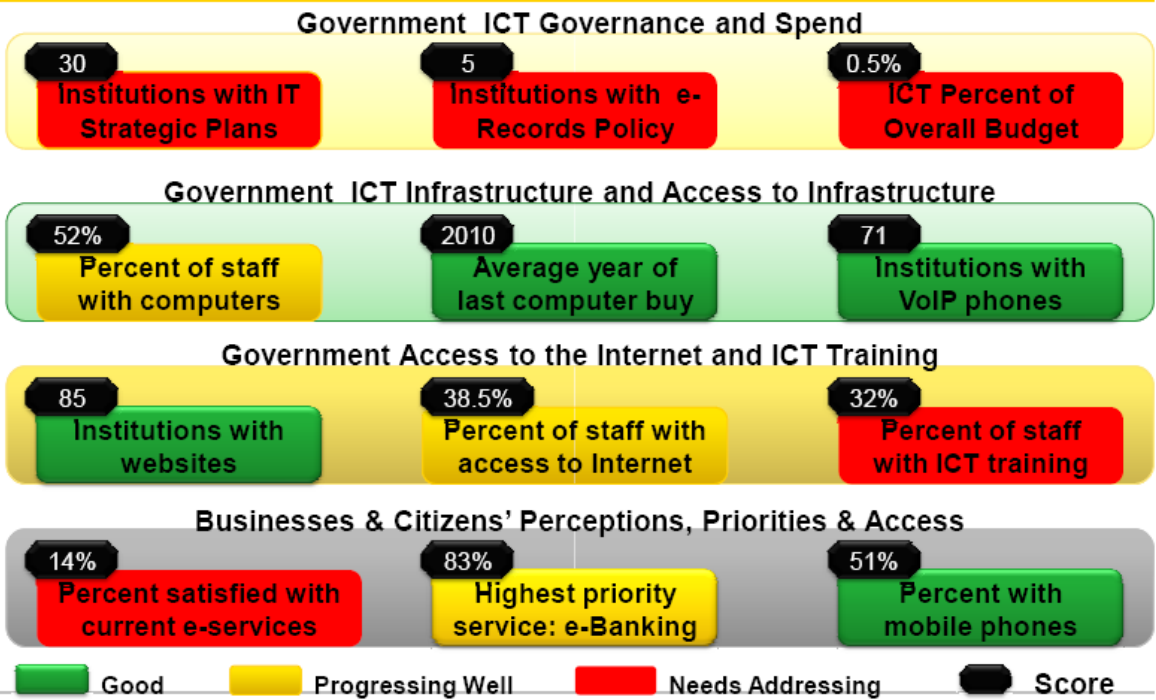 Government ICT Governance and Spend
30
Institutions with IT
Strategic Plans
5
Institutions with e-
Records Policy
0.5%
ICT Percent of
Overall Budget
Government ICT Infrastructure and Access to Infrastructure
52%
Percent of staff
with computers
2010
Average year of
last computer buy
71
Institutions with
VoIP phones
Government Access to the Internet and ICT Training
85
Institutions with
websites
38.5%
Percent of staff with
access to Internet
32%
Percent of staff
with ICT training
Businesses & Citizens’ Perceptions, Priorities & Access
14%
Percent satisfied with
current e-services
83%
Highest priority
service: e-Banking
51%
Percent with
mobile phones
Good
Progressing Well
Needs Addressing
Score